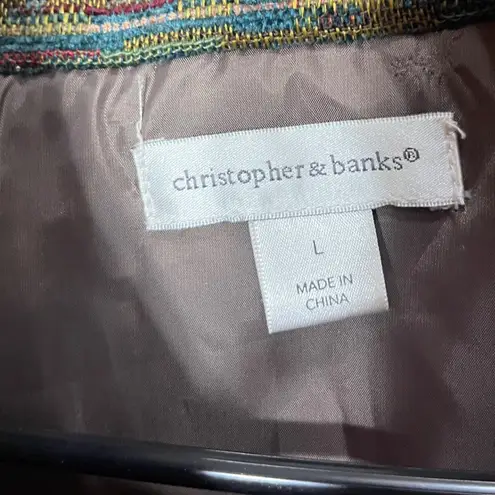 christopher & banks®
L
MADE IN
CHINA